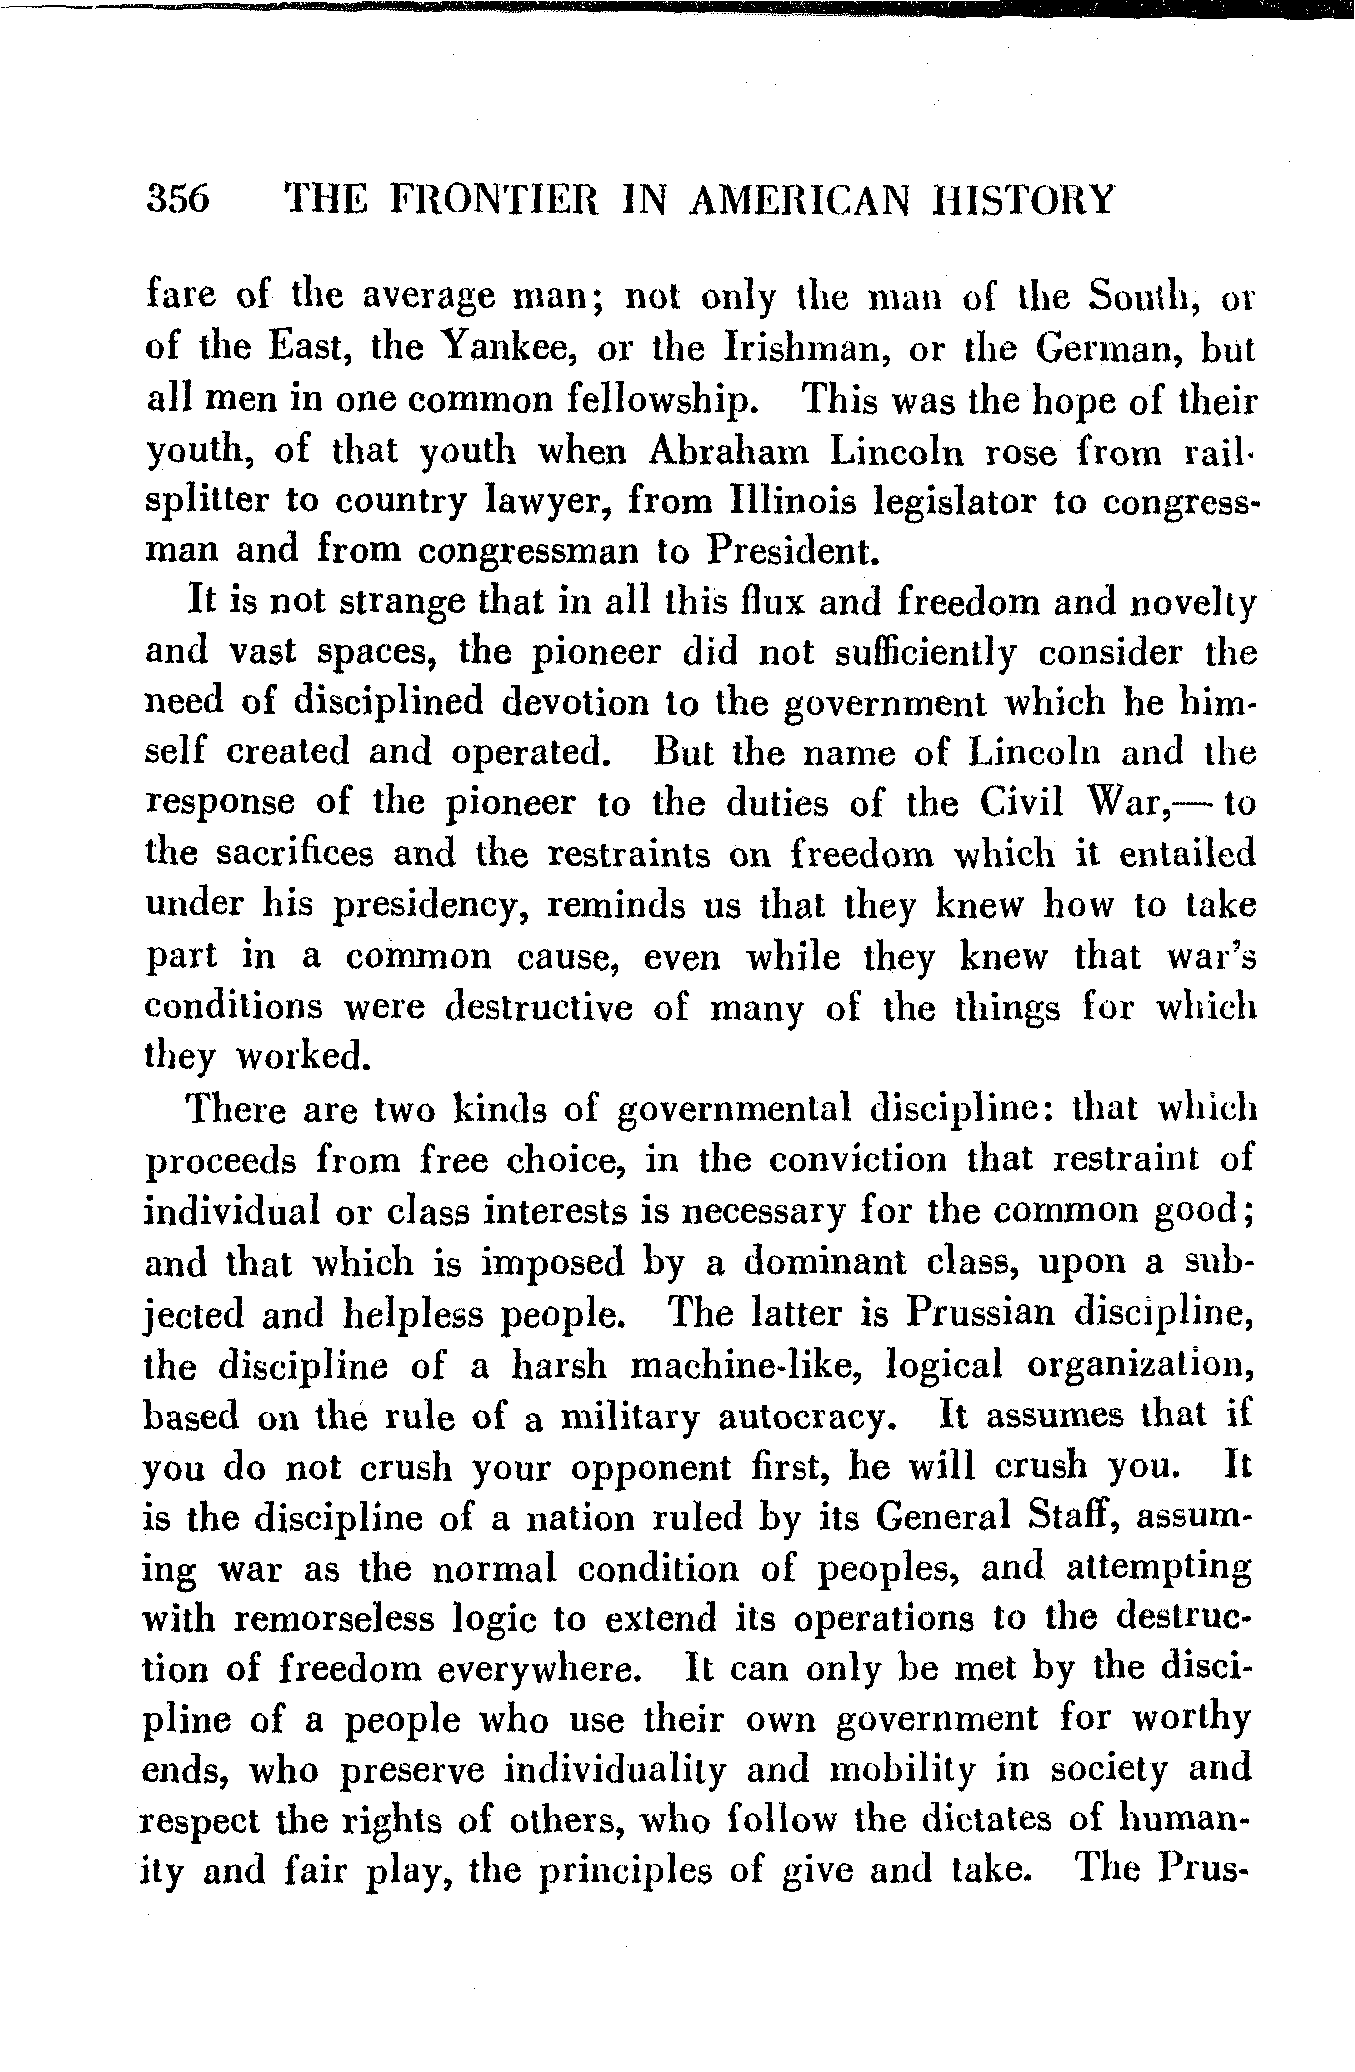 356 THE FRONTIER IN AMERICAN HISTORY
fare of the average man; not only the man of the South, or
of the East, the Yankee, or the Irishman, or the German, but
all men in one common fellowship. This was the hope of their
youth, of that youth when Abraham Lincoln rose from rail-
splitter to country lawyer, from Illinois legislator to congress-
man and from congressman to President.
It is not strange that in all this flux and freedom and novelty
and vast spaces, the pioneer did not sufficiently consider the
need of disciplined devotion to the government which he him-
self created and operated. But the name of Lincoln and the
response of the pioneer to the duties of the Civil War,— to
the sacrifices and the restraints on freedom which it entailed
under his presidency, reminds us that they knew how to take
part in a common cause, even while they knew that war's
conditions were destructive of many of the things for which
they worked.
There are two kinds of governmental discipline: that which
proceeds from free choice, in the conviction that restraint of
individual or class interests is necessary for the common good;
and that which is imposed by a dominant class, upon a sub-
jected and helpless people. The latter is Prussian discipline,
the discipline of a harsh machine-like, logical organization,
based on the rule of a military autocracy. It assumes that if
you do not crush your opponent first, he will crush you. It
is the discipline of a nation ruled by its General Staff, assum-
ing war as the normal condition of peoples, and attempting
with remorseless logic to extend its operations to the destruc-
tion of freedom everywhere. It can only be met by the disci-
pline of a people who use their own government for worthy
ends, who preserve individuality and mobility in society and
respect the rights of others, who follow the dictates of human-
ity and fair play, the principles of give and take. The Prus-